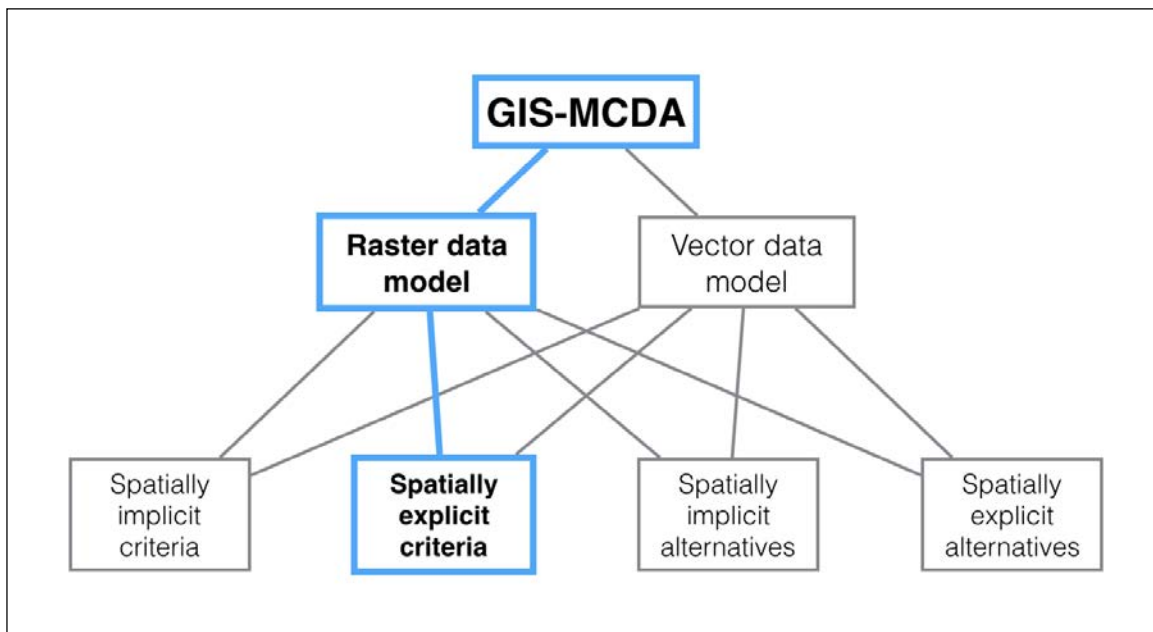 GIS-MCDA
Raster data
model
Vector data
model
Spatially
implicit
criteria
Spatially
explicit
criteria
Spatially
implicit
alternatives
Spatially
explicit
alternatives